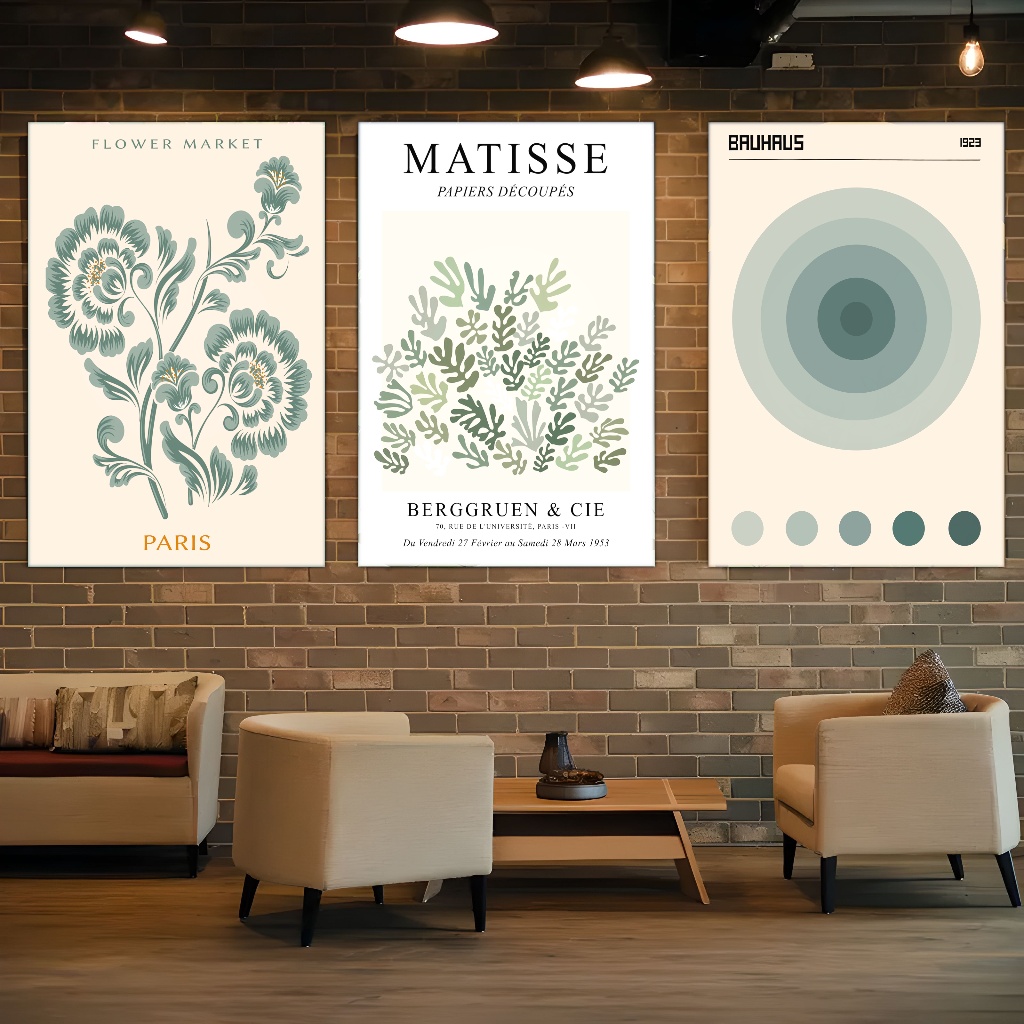 FLOWER MARKET
PARIS
MATISSE
PAPIERS DÉCOUPÉS
BERGGRUEN & CIE
70, RUE DE L'UNIVERSITÉ, PARIS -VII
Du Vendredi 27 Février au Samedi 28 Mars 1953
BAUHAUS 1923